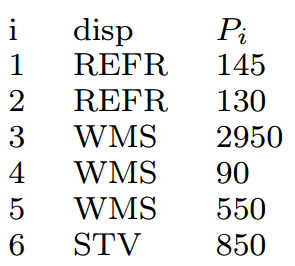 i disp P_i
1 REFR 145
2 REFR 130
3 WMS 2950
4 WMS 90
5 WMS 550
6 STV 850